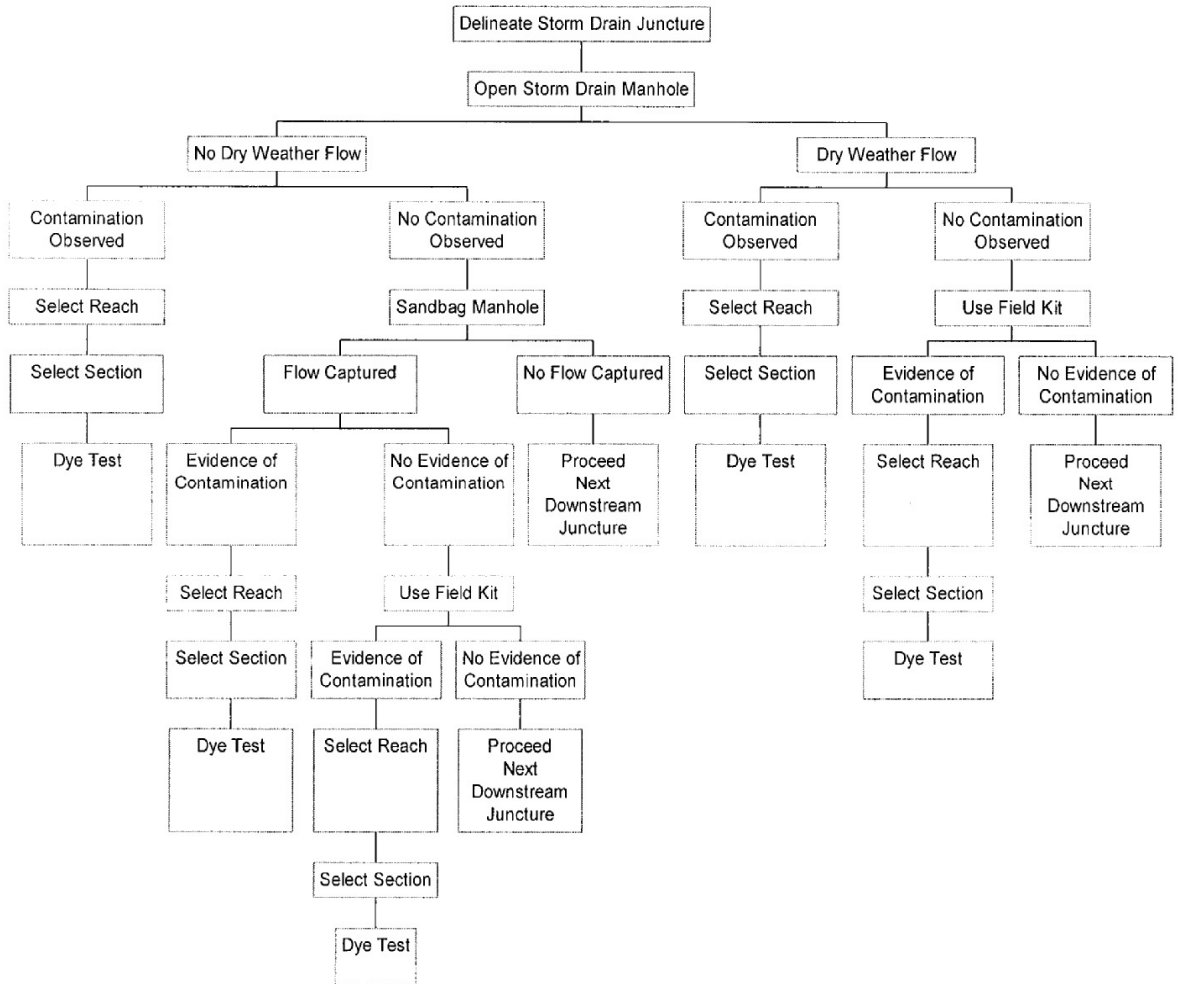 Delineate Storm Drain Juncture
Open Storm Drain Manhole
No Dry Weather Flow
Dry Weather Flow
Contamination
Observed
No Contamination
Observed
Contamination
Observed
No Contamination
Observed
Select Reach
Sandbag Manhole
Select Reach
Use Field Kit
Select Section
Flow Captured
No Flow Captured
Select Section
Evidence of
Contamination
No Evidence of
Contamination
Dye Test
Evidence of
Contamination
No Evidence of
Contamination
Proceed
Next
Downstream
Juncture
Dye Test
Select Reach
Proceed
Next
Downstream
Juncture
Select Reach
Use Field Kit
Select Section
Select Section
Evidence of
Contamination
No Evidence of
Contamination
Dye Test
Dye Test
Select Reach
Proceed
Next
Downstream
Juncture
Select Section
Dye Test